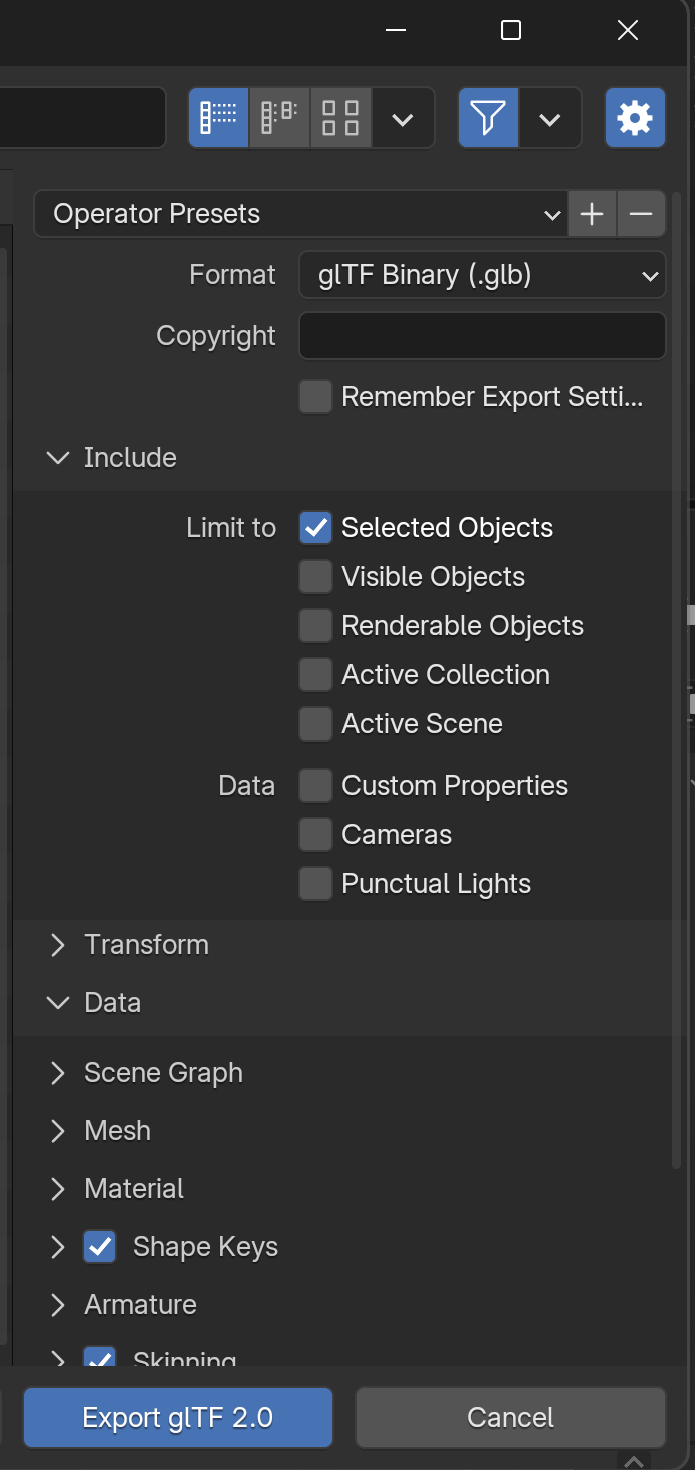 Operator Presets
Format glTF Binary (.glb)
Copyright
Remember Export Setti...
Include
Limit to Selected Objects
Visible Objects
Renderable Objects
Active Collection
Active Scene
Data Custom Properties
Cameras
Punctual Lights
Transform
Data
Scene Graph
Mesh
Material
Shape Keys
Armature
Skinning
Export glTF 2.0 Cancel